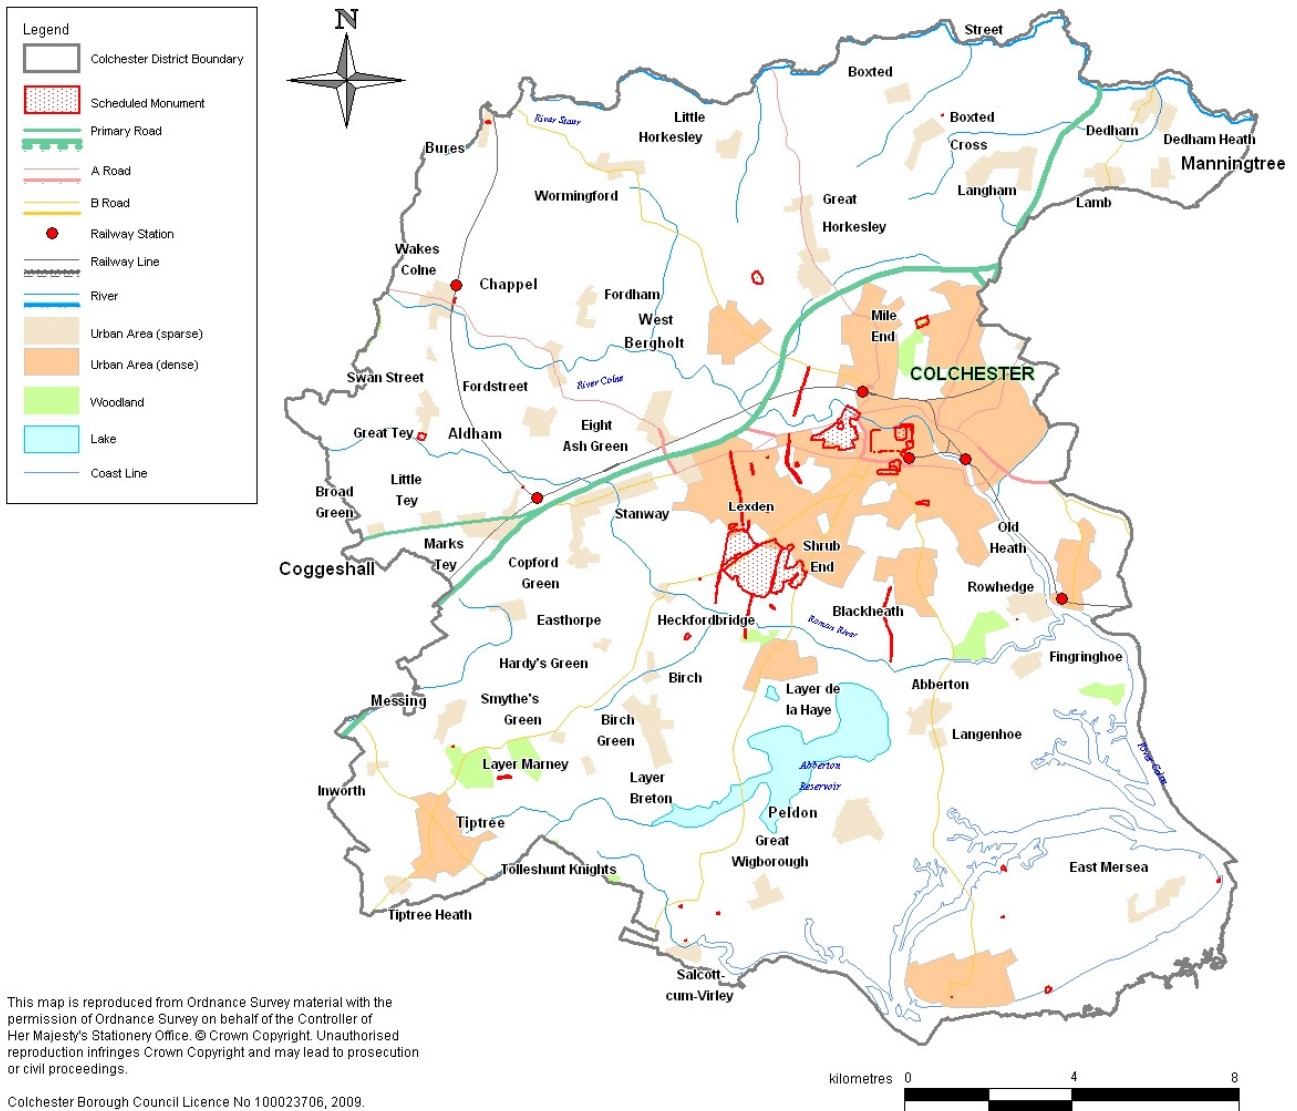 Legend
Colchester District Boundary
Scheduled Monument
Primary Road
A Road
B Road
Railway Station
Railway Line
River
Urban Area (sparse)
Urban Area (dense)
Woodland
Lake
Coast Line
N
Street
Boxted
Little
Horkesley
River Stour
Boxted
Cross
Dedham
Dedham Heath
Manningtree
Bures
Wormingford
Langham
Lamb
Great
Horkesley
Wakes
Colne
Chappel
Fordham
West
Bergholt
Mile
End
COLCHESTER
Swan Street
Fordstreet
River Colne
Great Tey
Aldham
Eight
Ash Green
Little
Tey
Broad
Green
Stanway
Lexden
Old
Heath
Marks
Tey
Coggeshall
Copford
Green
Shrub
End
Rowhedge
Easthorpe
Heckfordbridge
Blackheath
Roman River
Hardy's Green
Fingringhoe
Birch
Abberton
Messing
Smythe's
Green
Layer de
la Haye
Birch
Green
Langenhoe
River Colne
Layer Marney
Abberton
Reservoir
Inworth
Layer
Breton
Peldon
Tiptree
Great
Wigborough
Tolleshunt Knights
East Mersea
Tiptree Heath
Salcott-
cum-Virley
This map is reproduced from Ordnance Survey material with the
permission of Ordnance Survey on behalf of the Controller of
Her Majesty's Stationery Office. © Crown Copyright. Unauthorised
reproduction infringes Crown Copyright and may lead to prosecution
or civil proceedings.
Colchester Borough Council Licence No 100023706, 2009.
kilometres 0 4 8